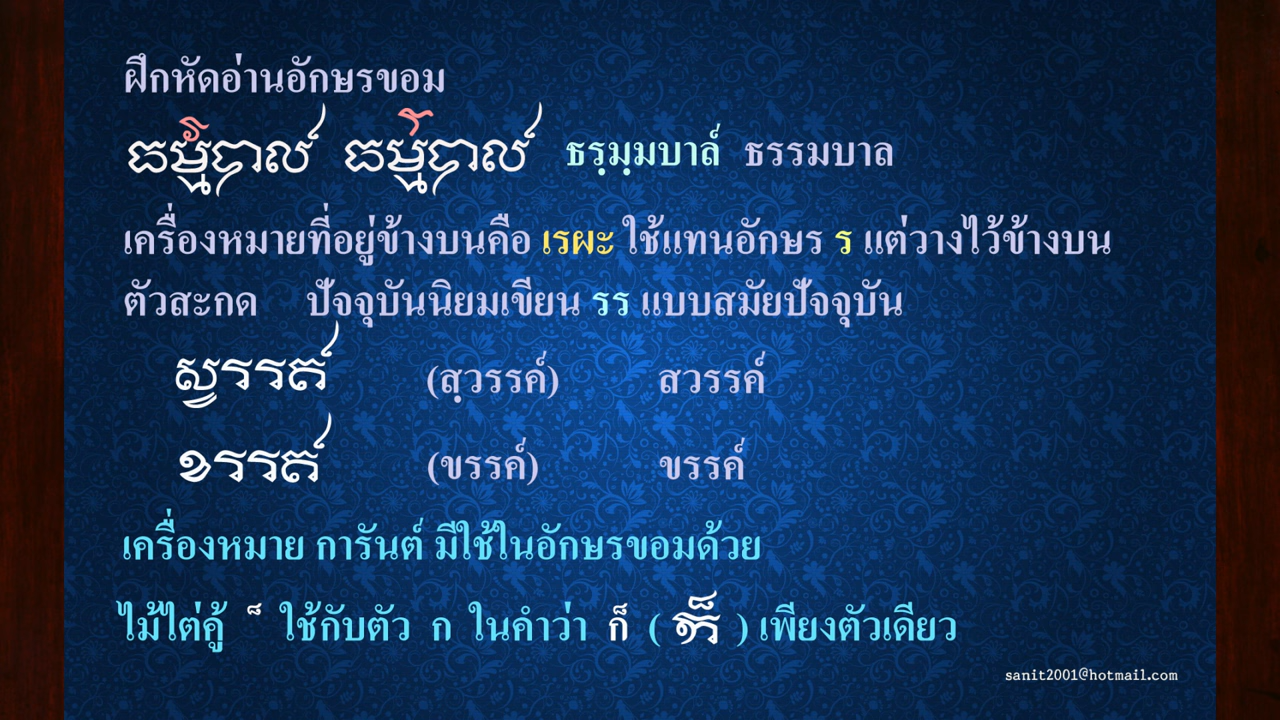 ฝึกหัดอ่านอักษรขอม
ธรฺมฺมบาล์ ธรรมบาล
เครื่องหมายที่อยู่ข้างบนคือ เรผะ ใช้แทนอักษร ร แต่วางไว้ข้างบน
ตัวสะกด ปัจจุบันนิยมเขียน รร แบบสมัยปัจจุบัน
(สฺวรรค์) สวรรค์
(ขรรค์) ขรรค์
เครื่องหมาย การันต์ มีใช้ในอักษรขอมด้วย
ไม้ไต่คู้ ็ ใช้กับตัว ก ในคำว่า ก็ ( ) เพียงตัวเดียว
sanit2001@hotmail.com